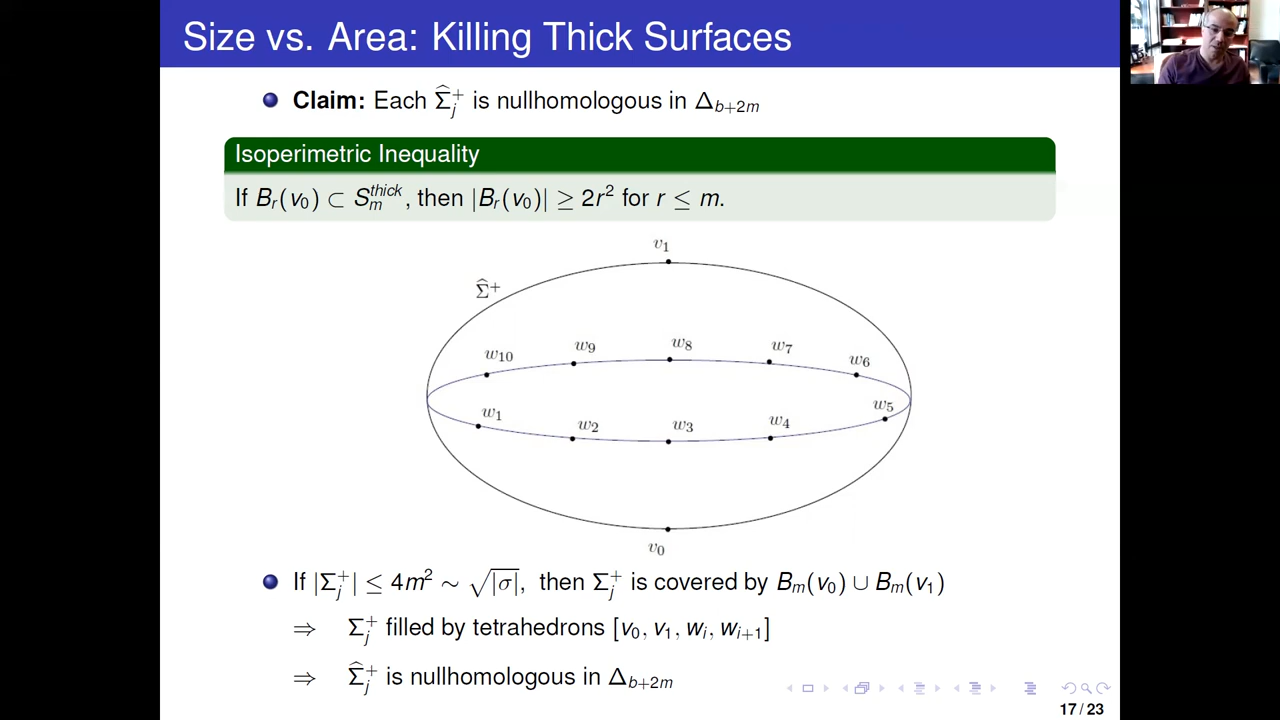 Size vs. Area: Killing Thick Surfaces
Claim: Each Σ̂⁺ⱼ is nullhomologous in Δ_{b+2m}
Isoperimetric Inequality
If B_r(v₀) ⊂ S_m^{thick}, then |B_r(v₀)| ≥ 2r² for r ≤ m.
v₁
Σ̂⁺
w₁₀ w₉ w₈ w₇ w₆
w₁ w₂ w₃ w₄ w₅
v₀
If |Σ⁺ⱼ| ≤ 4m² ∼ √|σ|, then Σ⁺ⱼ is covered by B_m(v₀) ∪ B_m(v₁)
⇒ Σ⁺ⱼ filled by tetrahedrons [v₀, v₁, w_i, w_{i+1}]
⇒ Σ̂⁺ⱼ is nullhomologous in Δ_{b+2m}
17 / 23